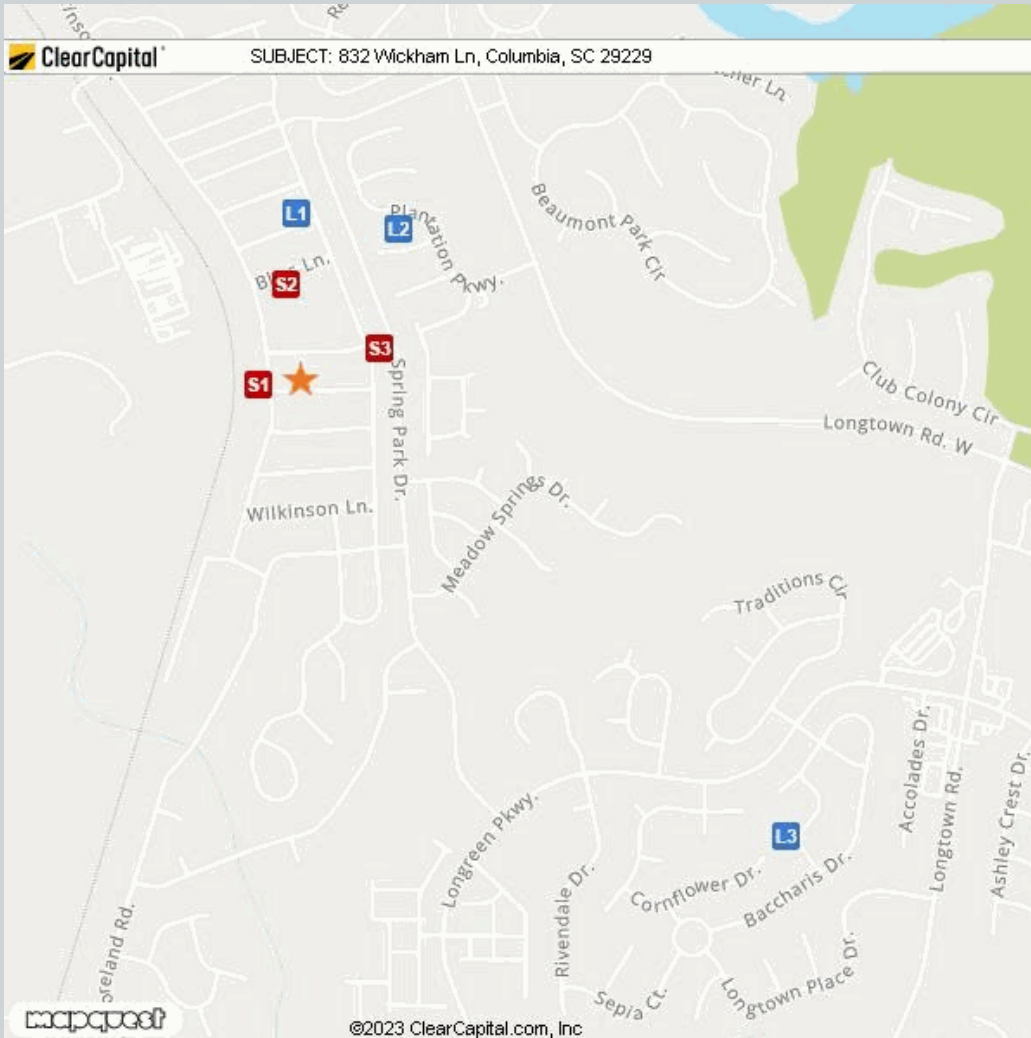 ClearCapital
SUBJECT: 832 Wickham Ln, Columbia, SC 29229
L1
L2
Plantation Pkwy.
Beaumont Park Cir
S2
S3
S1
Spring Park Dr.
Club Colony Cir
Longtown Rd. W
Wilkinson Ln.
Meadow Springs Dr.
Traditions Cir
Accolades Dr.
Longtown Rd.
Ashley Crest Dr.
L3
Longreen Pkwy.
Cornflower Dr.
Baccharis Dr.
Rivendale Dr.
Longtown Place Dr.
Sepia Ct.
mapquest
©2023 ClearCapital.com, Inc